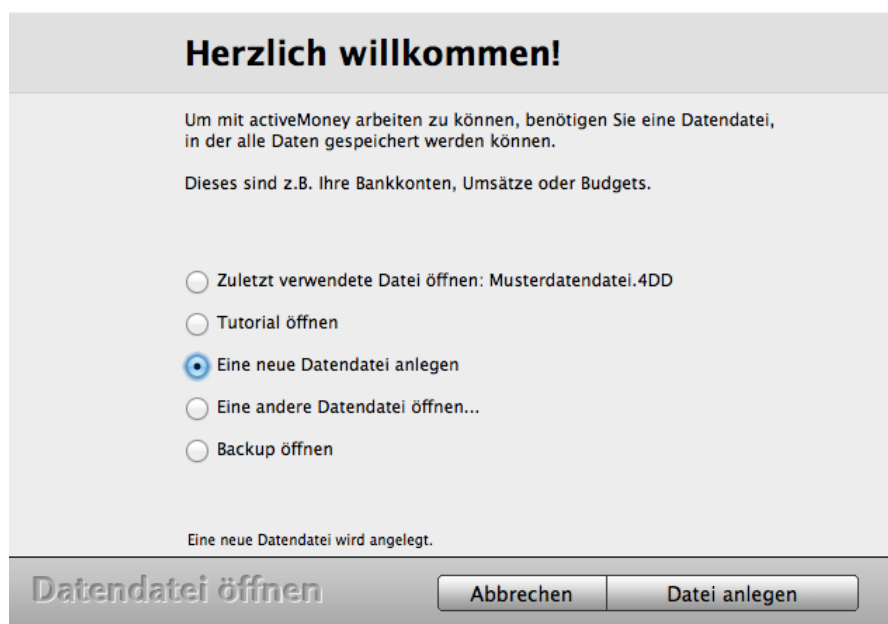 Herzlich willkommen!
Um mit activeMoney arbeiten zu können, benötigen Sie eine Datendatei,
in der alle Daten gespeichert werden können.
Dieses sind z.B. Ihre Bankkonten, Umsätze oder Budgets.
Zuletzt verwendete Datei öffnen: Musterdatendatei.4DD
Tutorial öffnen
Eine neue Datendatei anlegen
Eine andere Datendatei öffnen...
Backup öffnen
Eine neue Datendatei wird angelegt.
Datendatei öffnen
Abbrechen
Datei anlegen